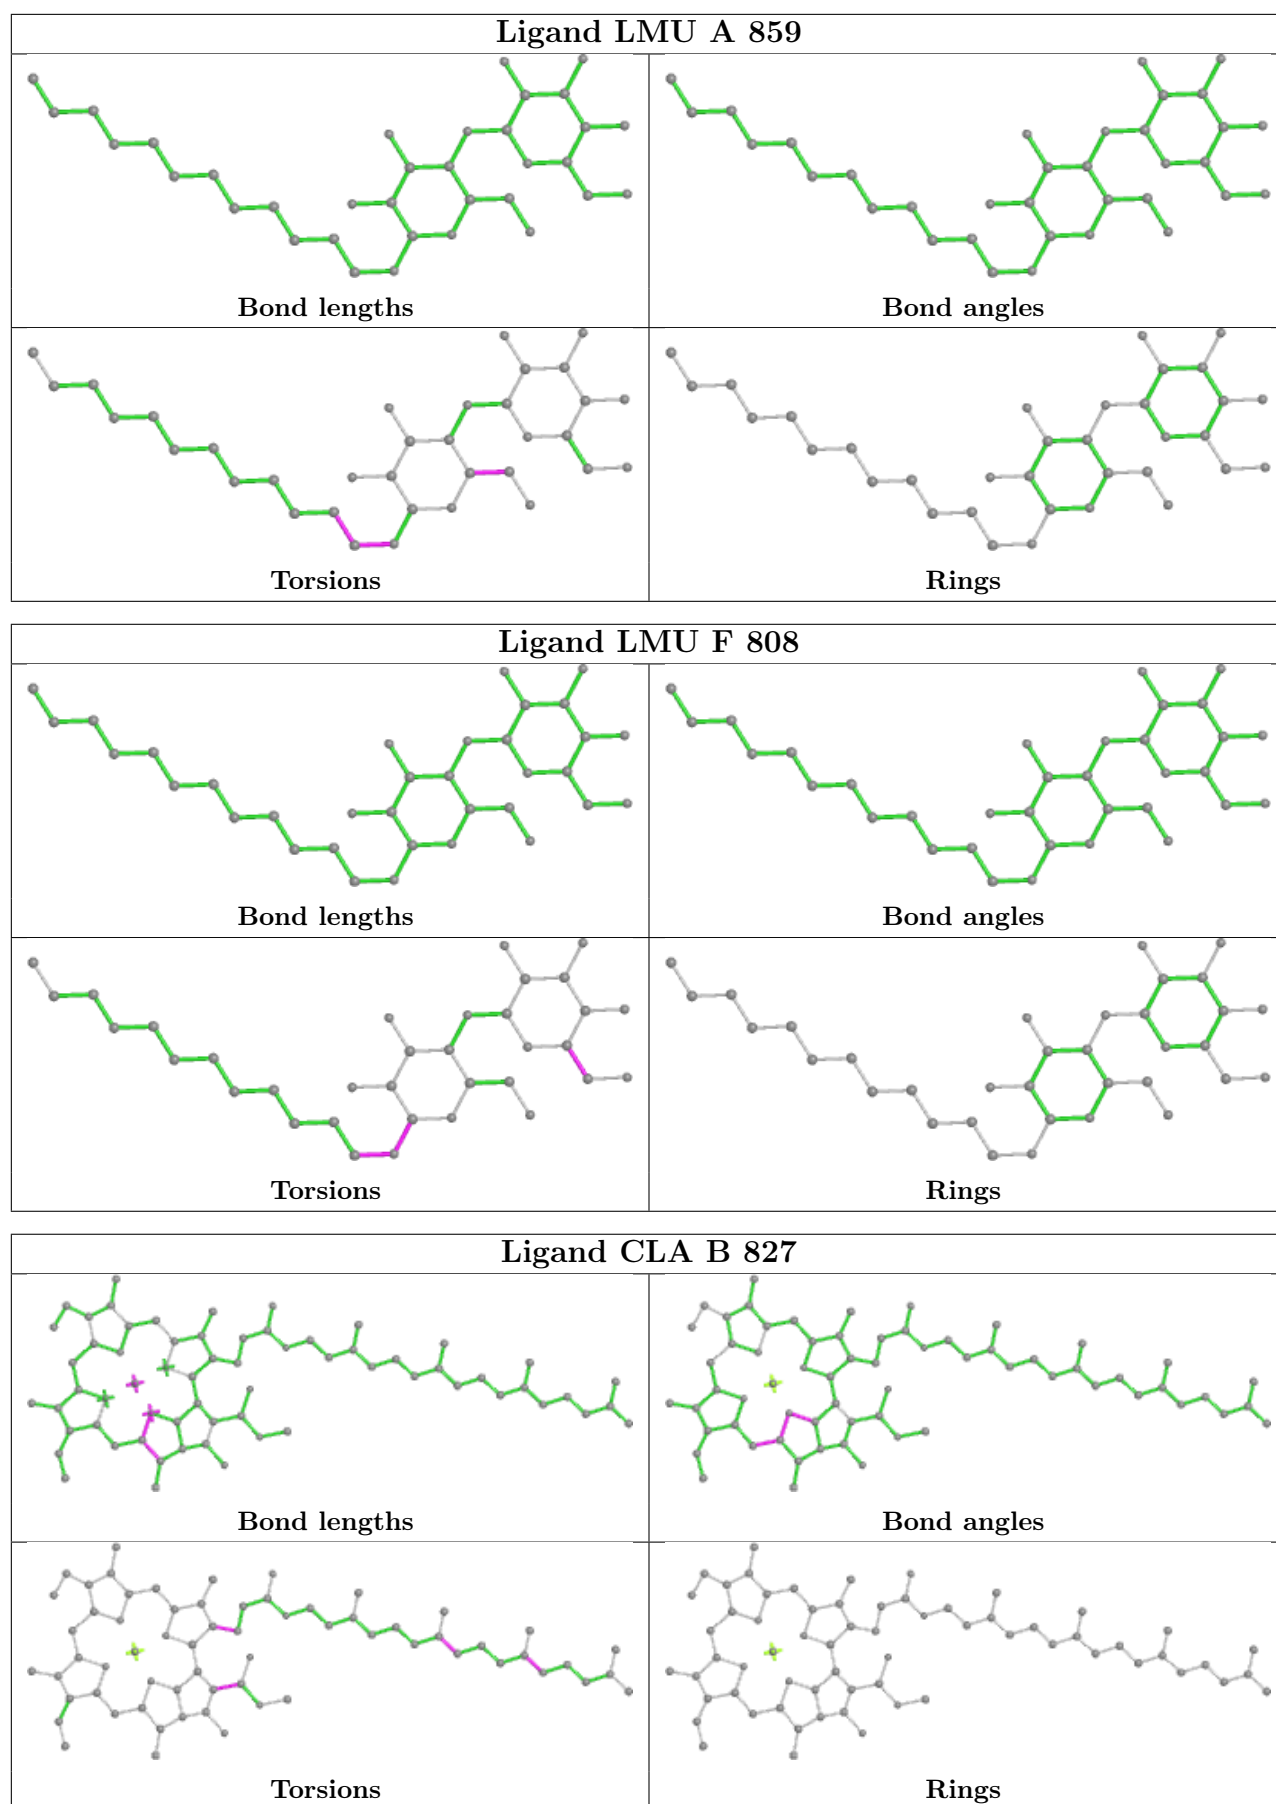 Ligand LMU A 859
Bond lengths
Bond angles
Torsions
Rings
Ligand LMU F 808
Bond lengths
Bond angles
Torsions
Rings
Ligand CLA B 827
Bond lengths
Bond angles
Torsions
Rings